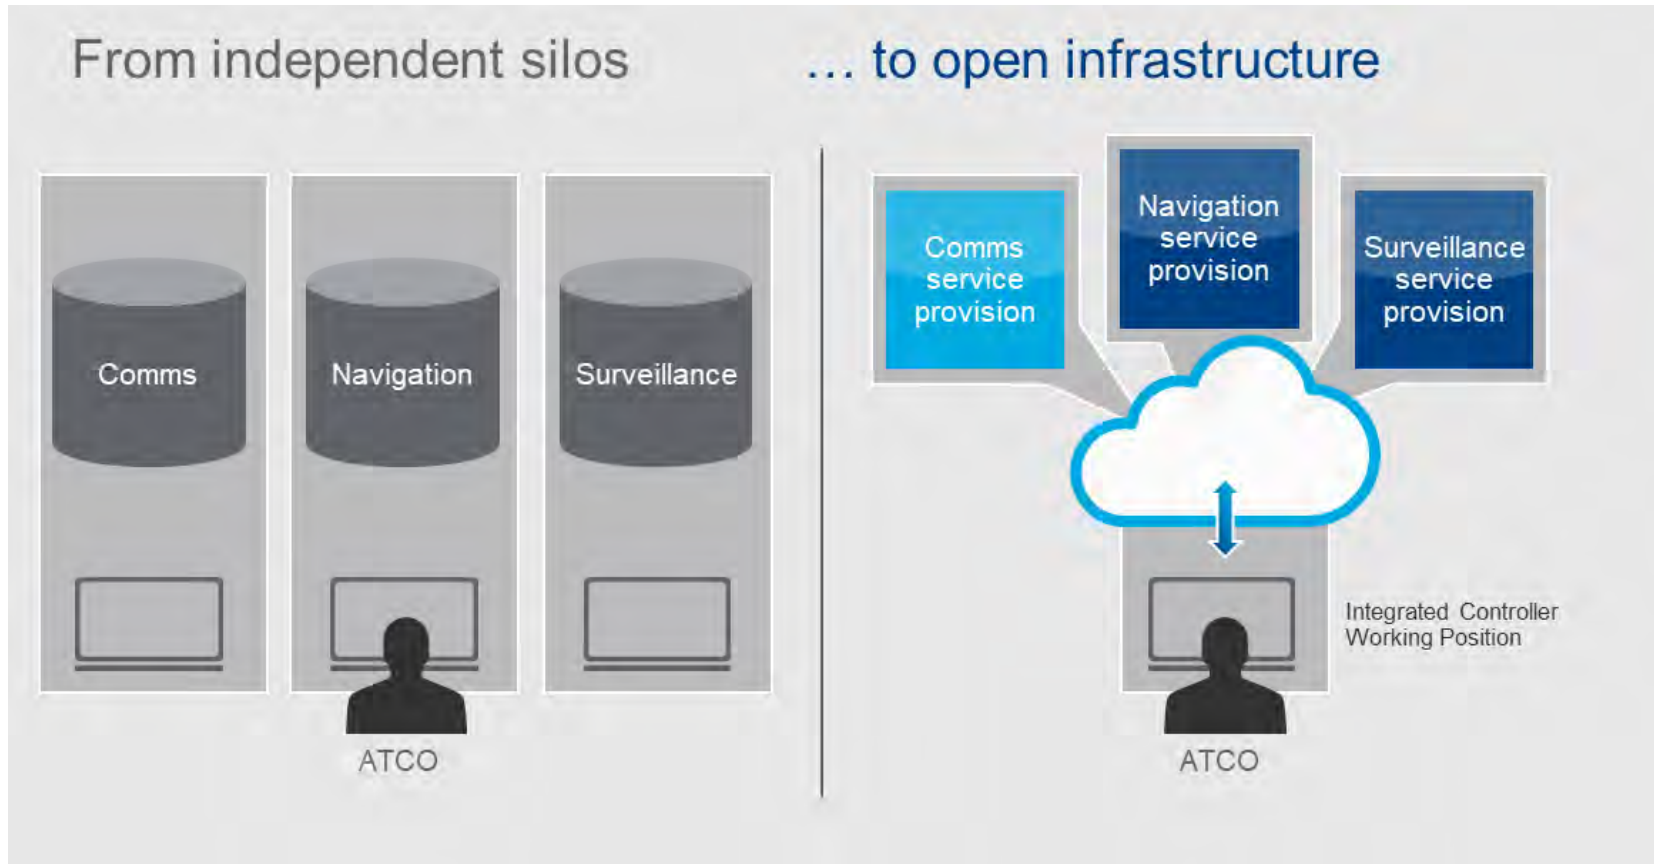 From independent silos
... to open infrastructure
Comms
Navigation
Surveillance
ATCO
Comms
service
provision
Navigation
service
provision
Surveillance
service
provision
Integrated Controller
Working Position
ATCO